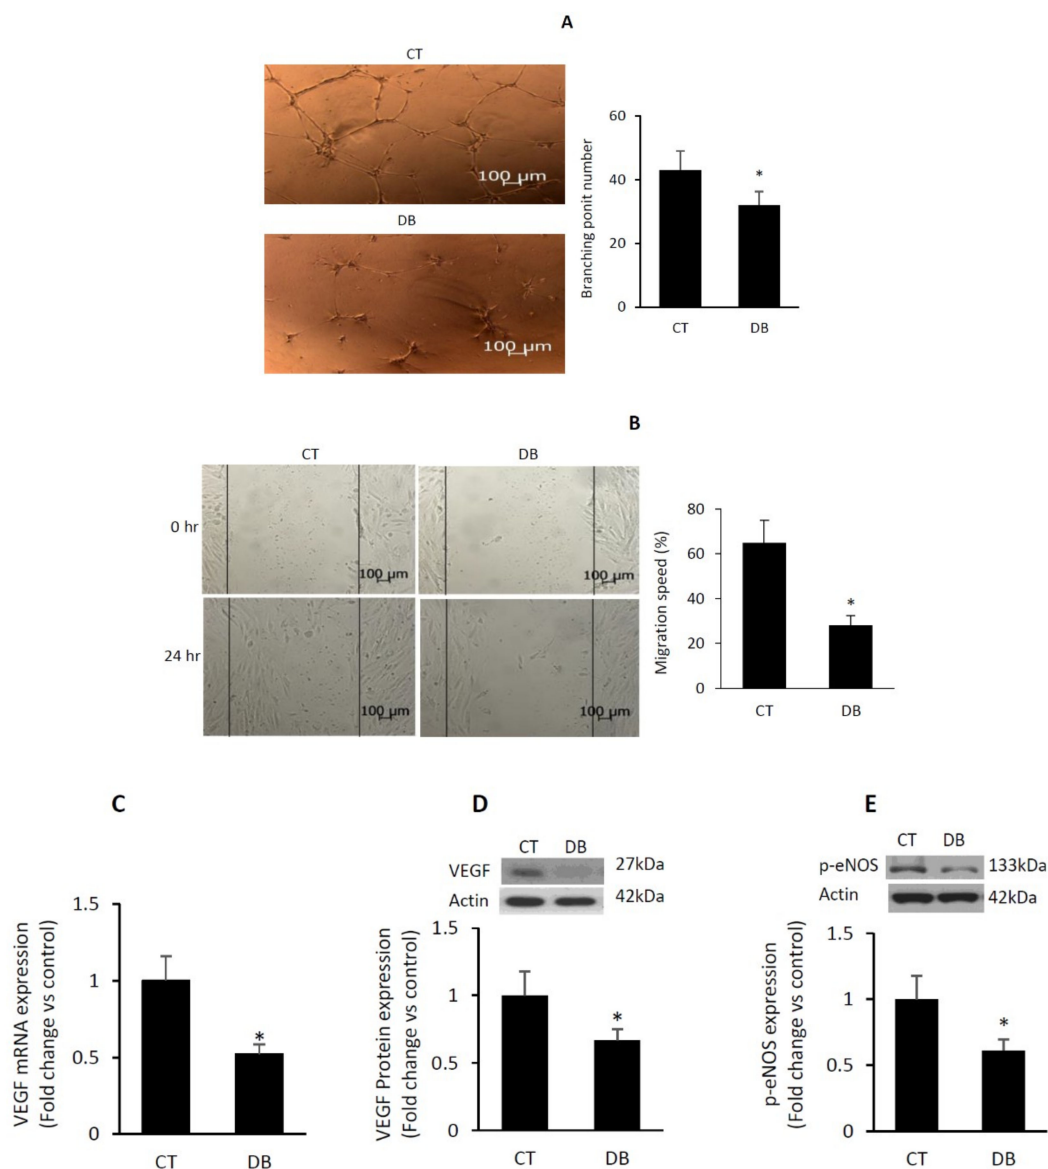 A
CT
100 µm
DB
100 µm
Branching ponit number
60
40
20
0
CT DB
*
B
CT DB
0 hr
100 µm 100 µm
24 hr
100 µm 100 µm
Migration speed (%)
80
60
40
20
0
*
CT DB
C
VEGF mRNA expression
(Fold change vs control)
1.5
1
0.5
0
*
CT DB
D
CT DB
VEGF 27kDa
Actin 42kDa
VEGF Protein expression
(Fold change vs control)
1.5
1
0.5
0
*
CT DB
E
CT DB
p-eNOS 133kDa
Actin 42kDa
p-eNOS expression
(Fold change vs control)
1.5
1
0.5
0
*
CT DB